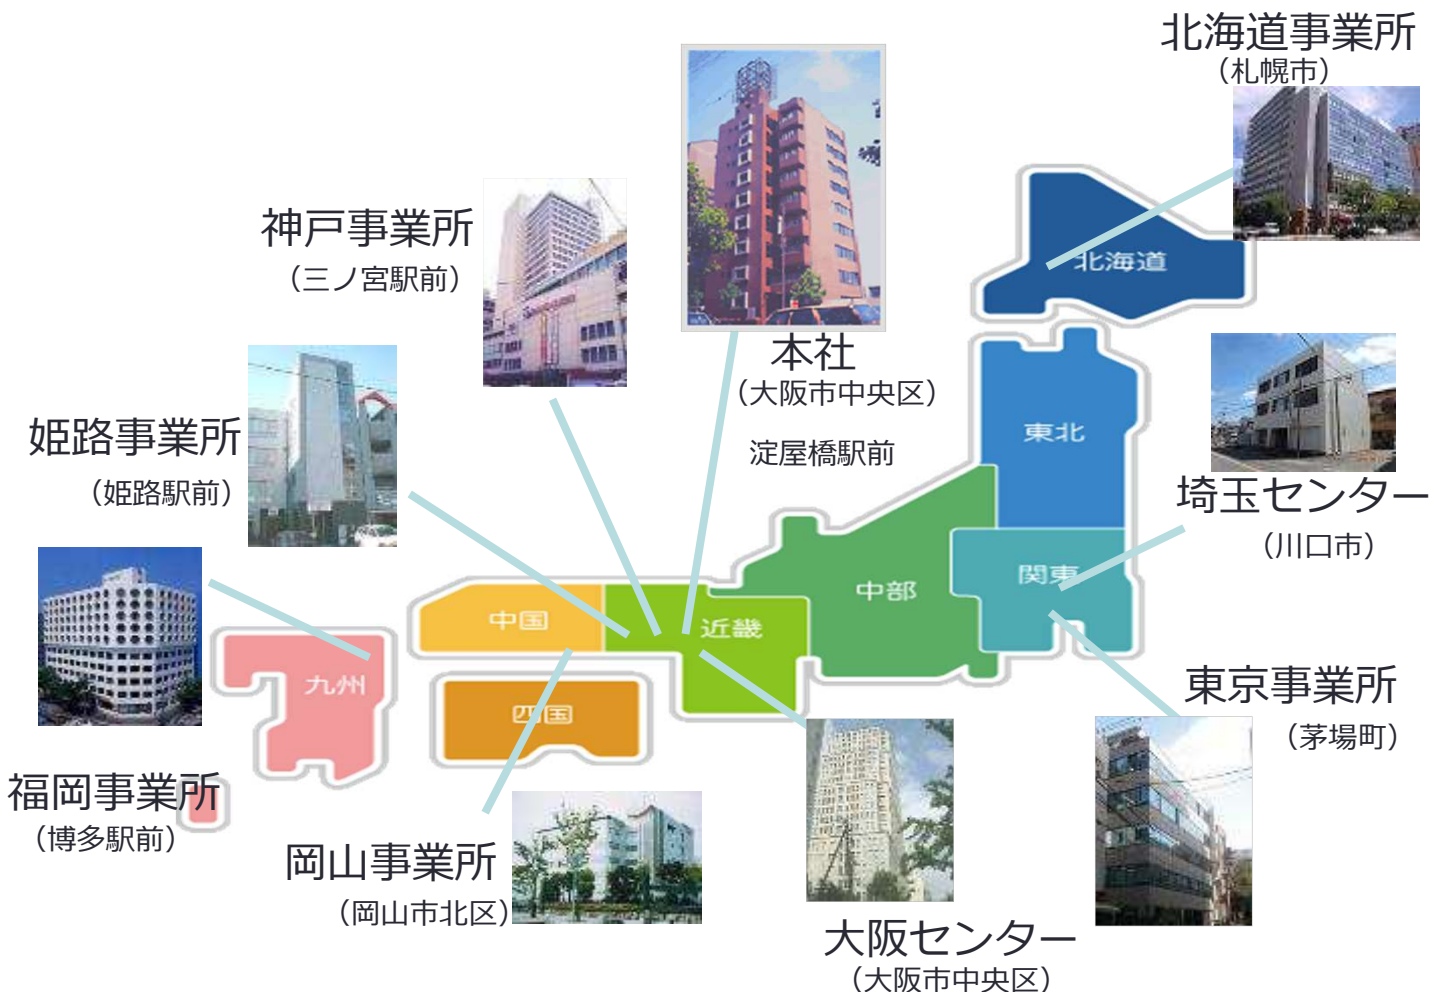 北海道事業所
（札幌市）
神戸事業所
（三ノ宮駅前）
北海道
本社
（大阪市中央区）
淀屋橋駅前
姫路事業所
（姫路駅前）
東北
埼玉センター
（川口市）
関東
中部
中国
近畿
九州
四国
東京事業所
（茅場町）
福岡事業所
（博多駅前）
岡山事業所
（岡山市北区）
大阪センター
（大阪市中央区）